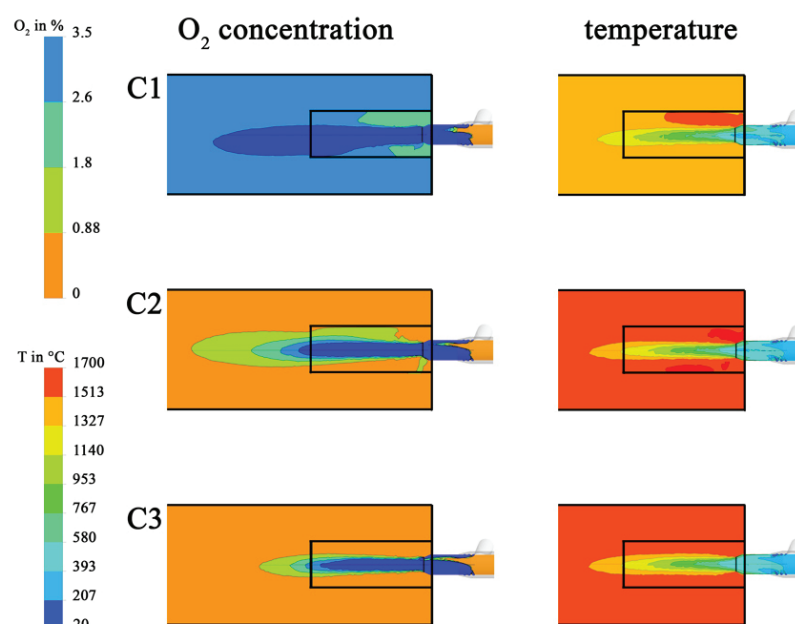 O₂ in %
3.5
2.6
1.8
0.88
0
T in °C
1700
1513
1327
1140
953
767
580
393
207
20
O₂ concentration
temperature
C1
C2
C3